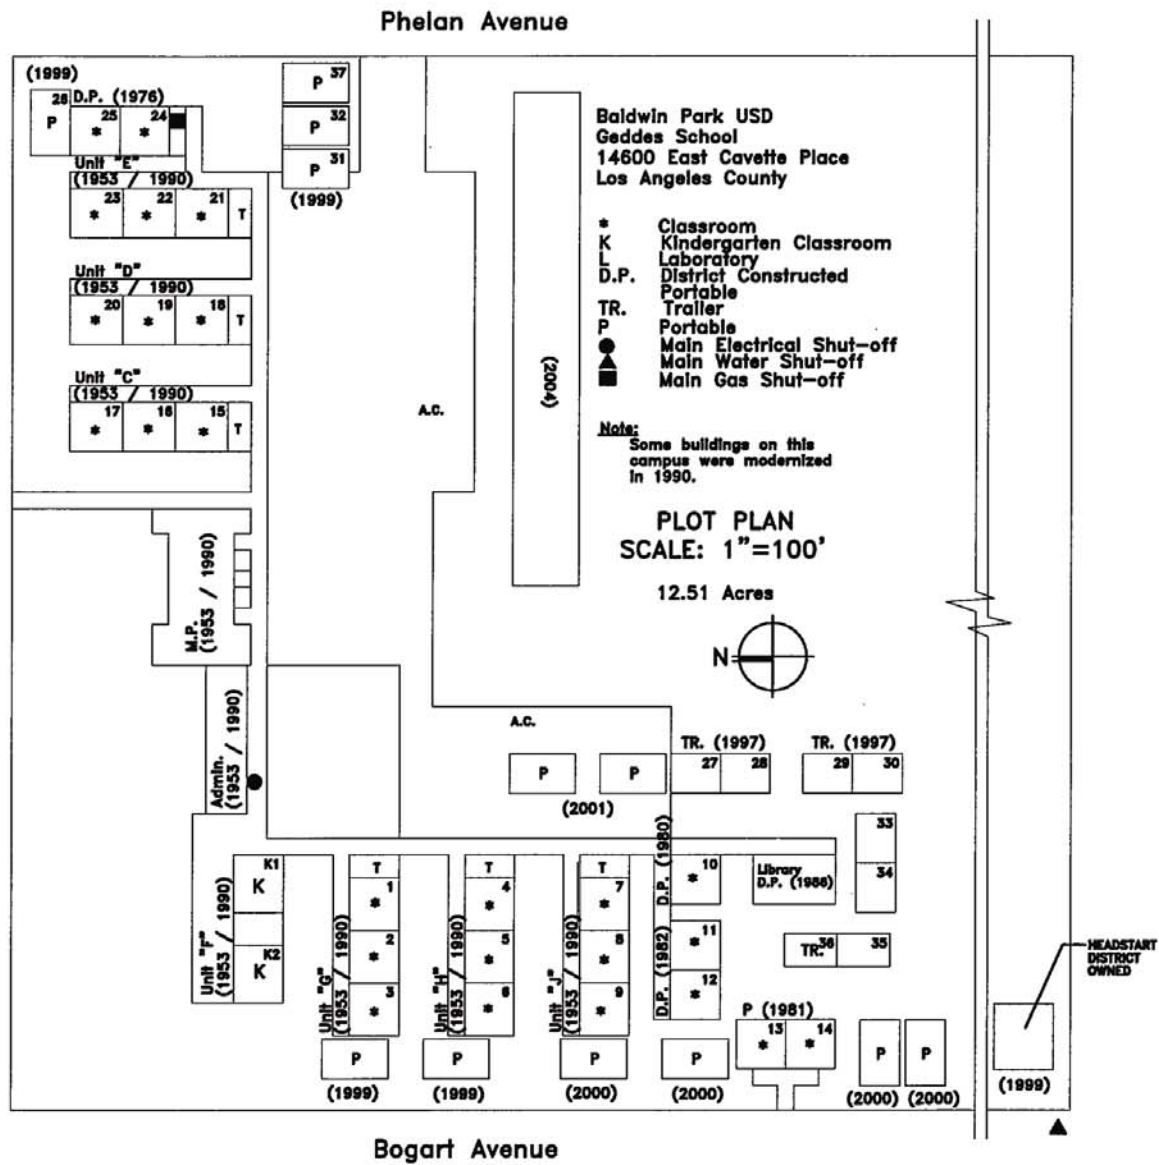 Phelan Avenue
(1999)
26
P
D.P. (1976)
25
*
24
*
37
P
32
P
31
P
(1999)
Unit "E"
(1953 / 1990)
23
*
22
*
21
*
T
Unit "D"
(1953 / 1990)
20
*
19
*
18
*
T
Unit "C"
(1953 / 1990)
17
*
16
*
15
*
T
A.C.
(2004)
Baldwin Park USD
Geddes School
14600 East Cavette Place
Los Angeles County
* Classroom
K Kindergarten Classroom
L Laboratory
D.P. District Constructed
Portable
TR. Trailer
P Portable
Main Electrical Shut-off
Main Water Shut-off
Main Gas Shut-off
Note:
Some buildings on this
campus were modernized
in 1990.
PLOT PLAN
SCALE: 1"=100'
12.51 Acres
N
M.P.
(1953 / 1990)
Admin.
(1953 / 1990)
A.C.
P
P
(2001)
TR. (1997)
27
28
TR. (1997)
29
30
33
34
Unit "F"
(1953 / 1990)
K1
K
K2
K
Unit "G"
(1953 / 1990)
T
1
*
2
*
3
*
Unit "H"
(1953 / 1990)
T
4
*
5
*
6
*
Unit "J"
(1953 / 1990)
T
7
*
8
*
9
*
D.P. (1980)
10
*
D.P. (1982)
11
*
12
*
Library
D.P. (1986)
TR.
36
35
P (1981)
13
*
14
*
P
(1999)
P
(1999)
P
(2000)
P
(2000)
P
(2000)
P
(2000)
HEADSTART
DISTRICT
OWNED
(1999)
Bogart Avenue